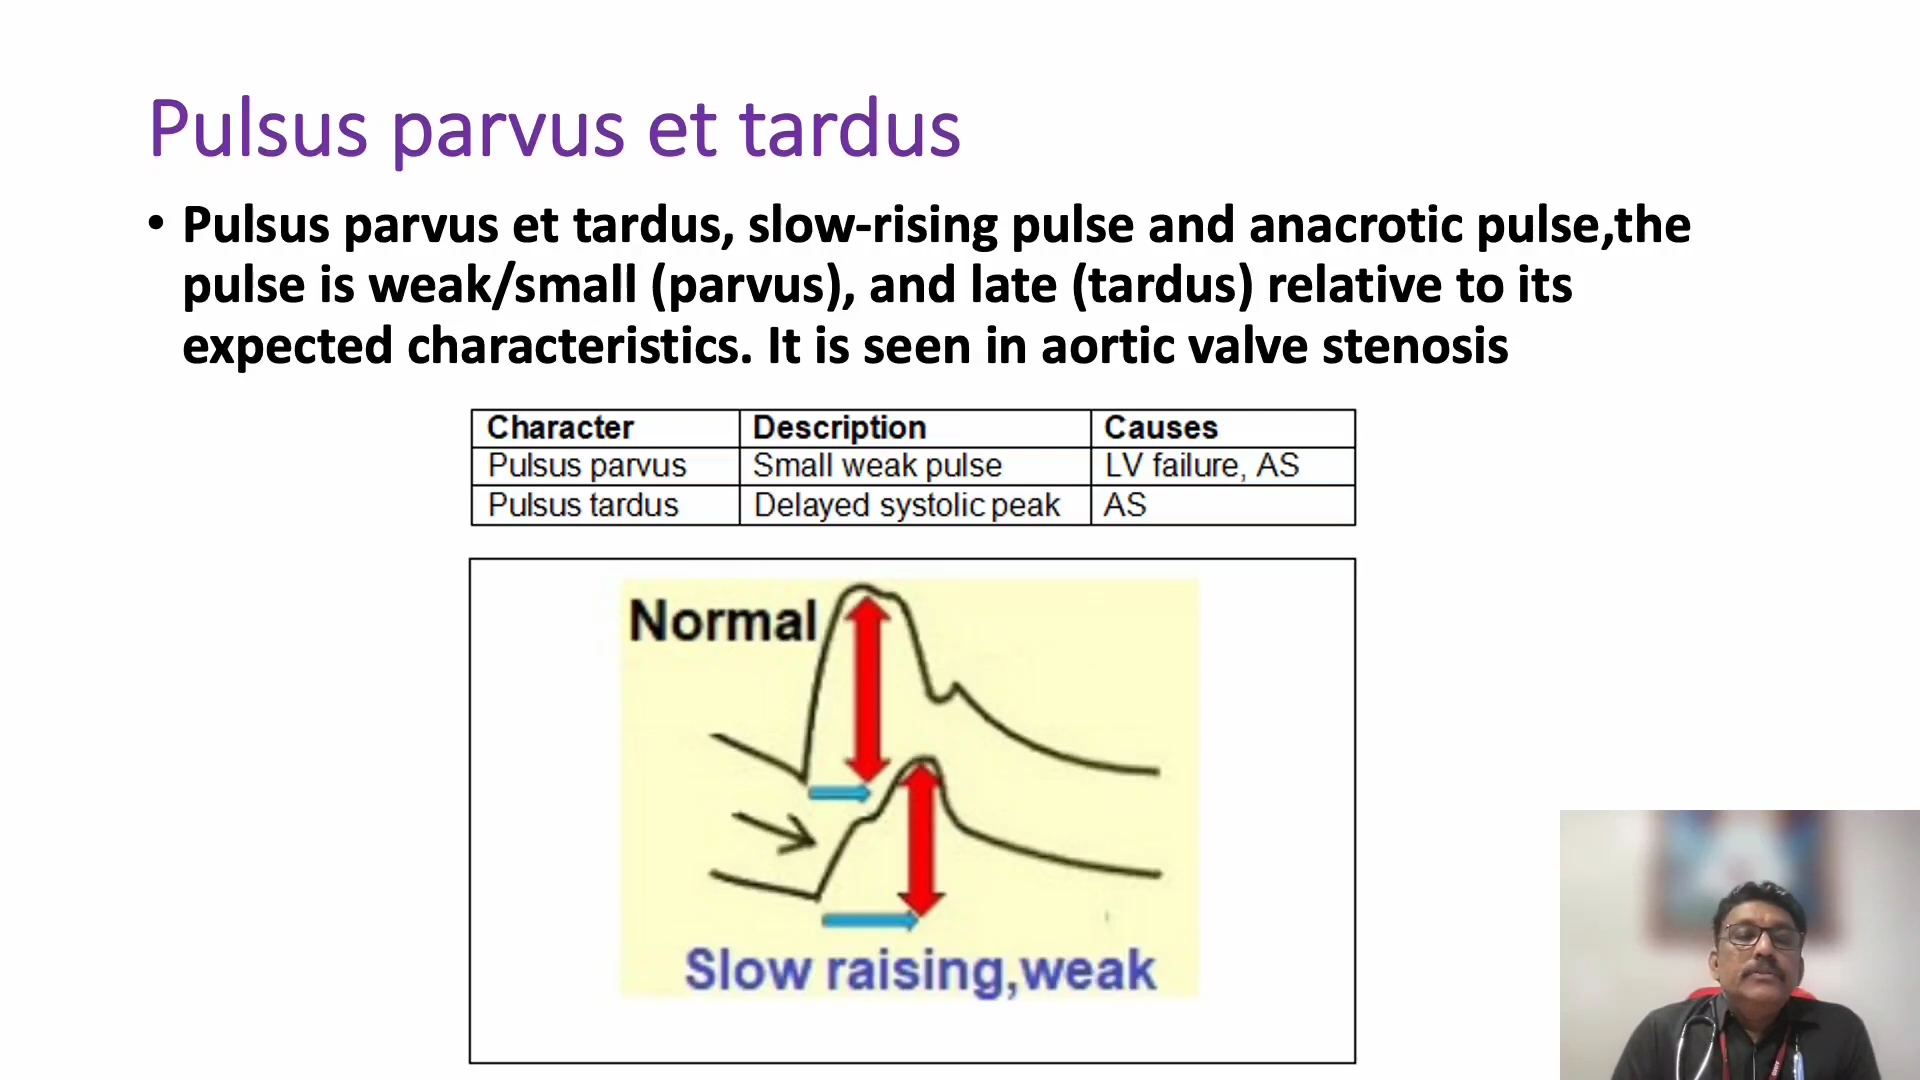 Pulsus parvus et tardus
• Pulsus parvus et tardus, slow-rising pulse and anacrotic pulse,the
pulse is weak/small (parvus), and late (tardus) relative to its
expected characteristics. It is seen in aortic valve stenosis
Character Description Causes
Pulsus parvus Small weak pulse LV failure, AS
Pulsus tardus Delayed systolic peak AS
Normal
Slow raising,weak